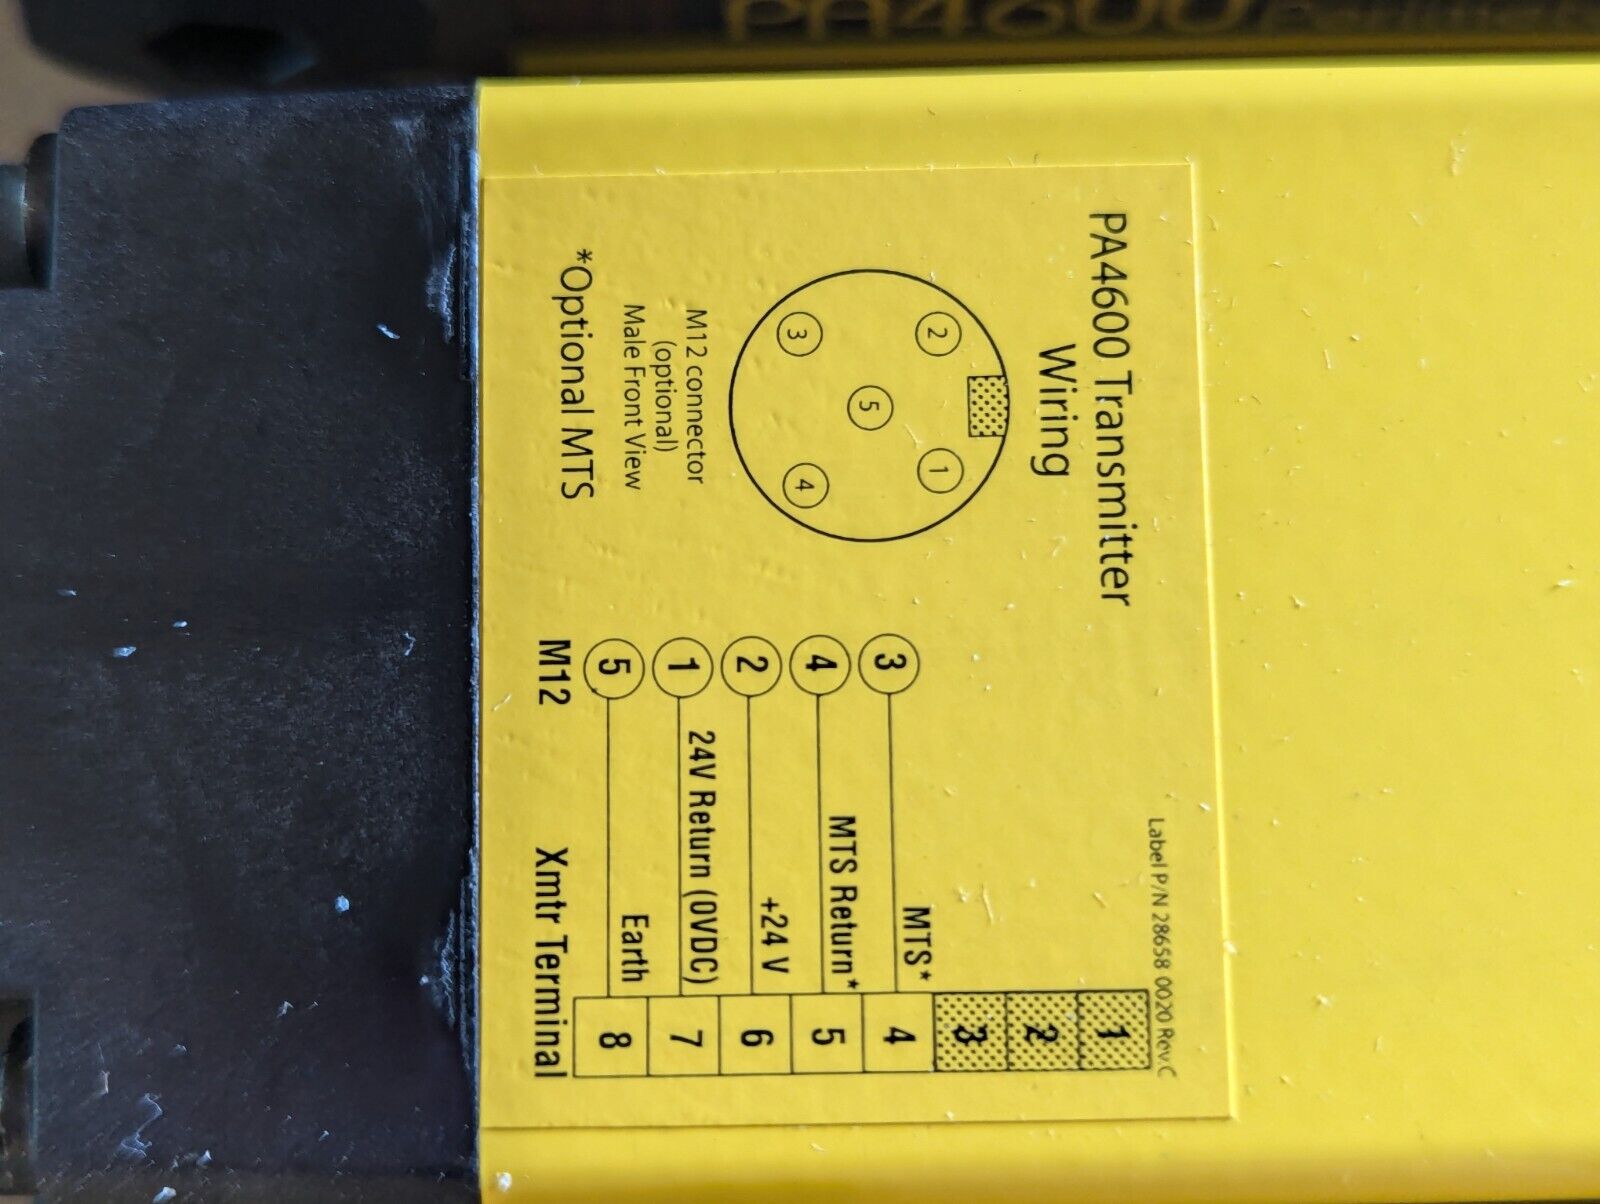 PA4600
Label P/N 28658 0020 Rev.C
PA4600 Transmitter
Wiring
2
1
5
3
4
M12 connector
(optional)
Male Front View
*Optional MTS
1
2
3
3 MTS* 4
4 MTS Return* 5
2 +24 V 6
1 24V Return (0VDC) 7
5 Earth 8
M12 Xmtr Terminal